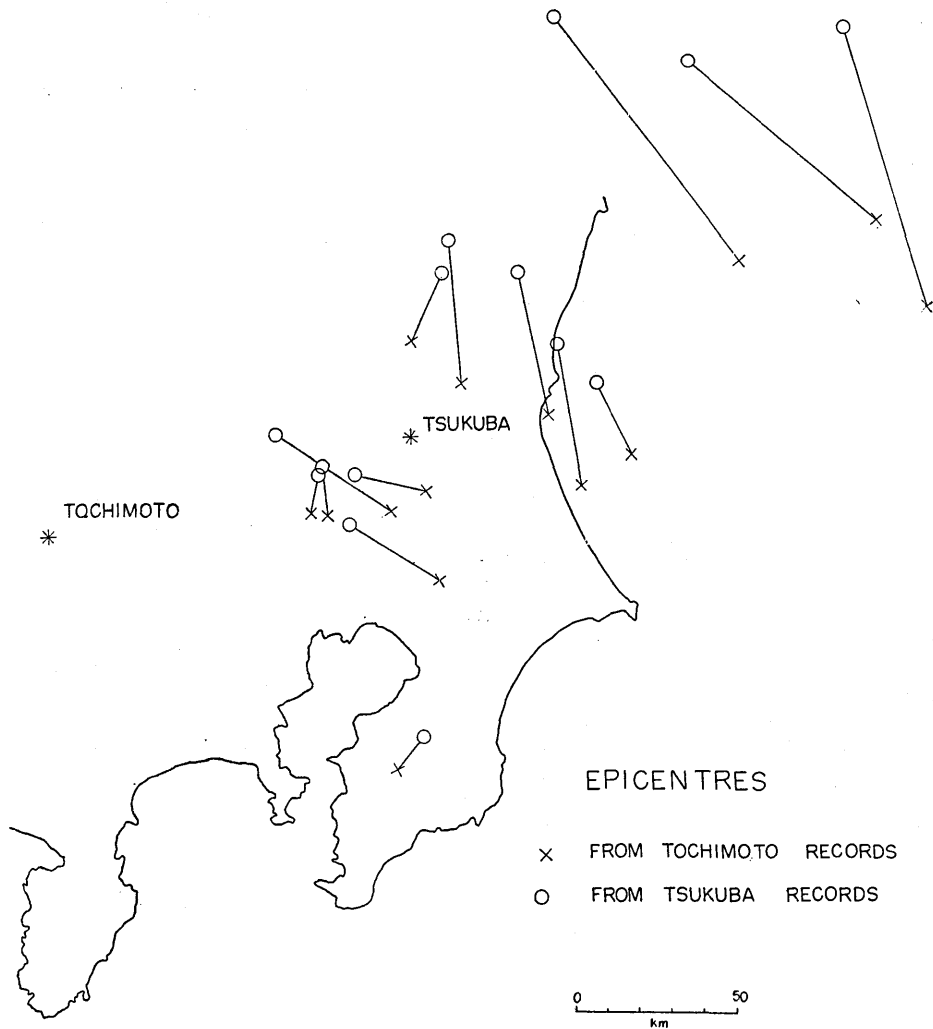 TSUKUBA
TOCHIMOTO
EPICENTRES
× FROM TOCHIMOTO RECORDS
○ FROM TSUKUBA RECORDS
0 50
km